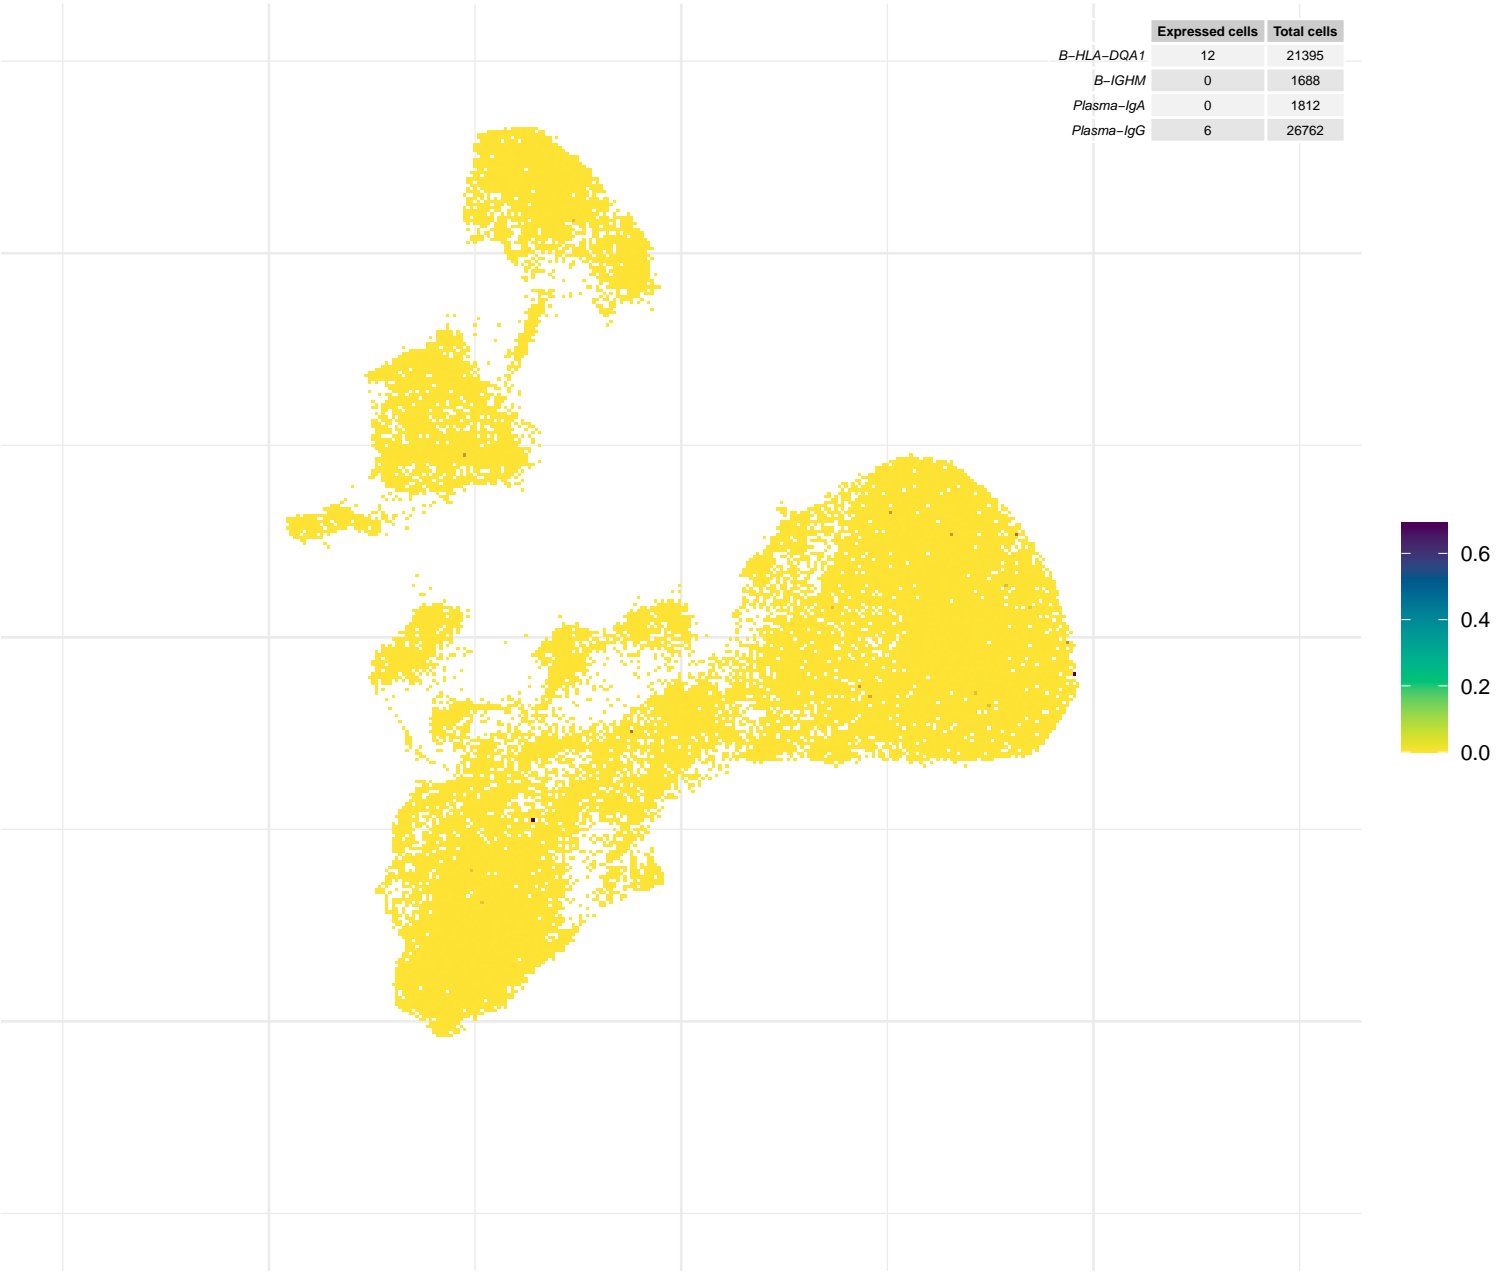 Expressed cells Total cells
B−HLA−DQA1 12 21395
B−IGHM 0 1688
Plasma−IgA 0 1812
Plasma−IgG 6 26762
0.6
0.4
0.2
0.0